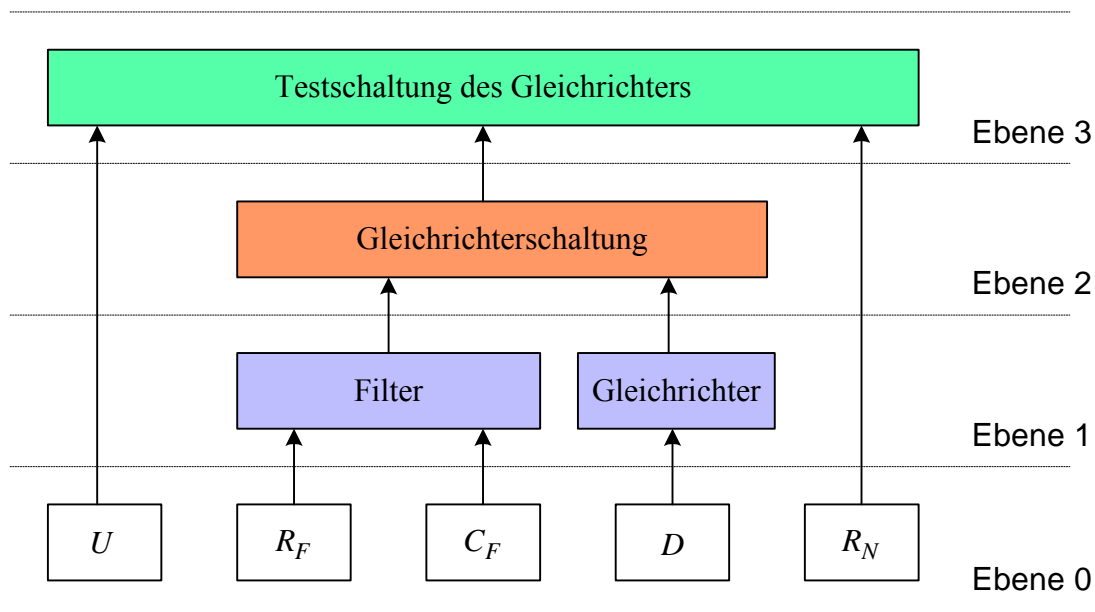 Testschaltung des Gleichrichters
Ebene 3
Gleichrichterschaltung
Ebene 2
Filter
Gleichrichter
Ebene 1
U
R_F
C_F
D
R_N
Ebene 0